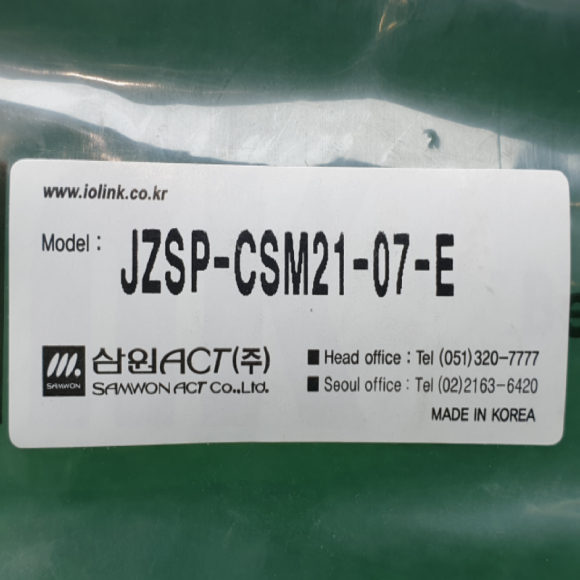 www.iolink.co.kr
Model : JZSP-CSM21-07-E
SAMWON
삼원ACT(주)
SAMWON ACT Co.,Ltd.
■ Head office : Tel (051)320-7777
■ Seoul office : Tel (02)2163-6420
MADE IN KOREA